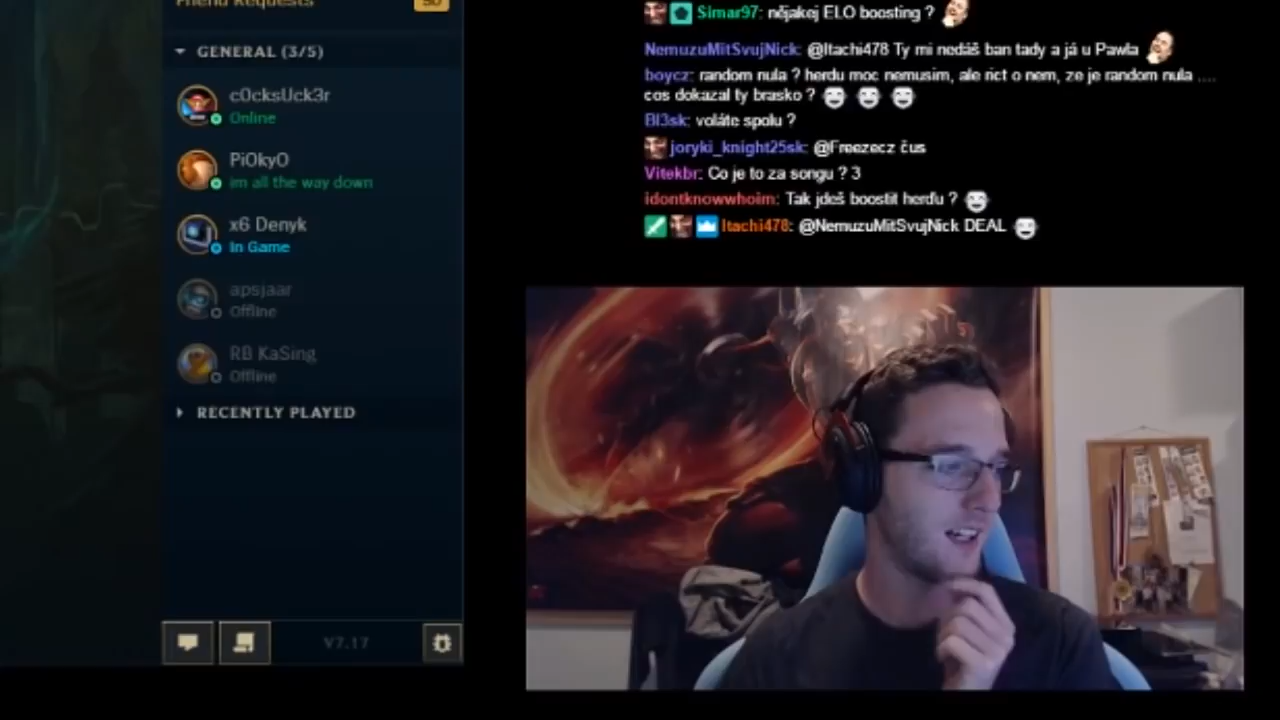 Friend Requests
50
GENERAL (3/5)
c0cksUck3r
Online
PiOkyO
im all the way down
x6 Denyk
In Game
apsjaar
Offline
RB KaSing
Offline
RECENTLY PLAYED
V7.17
Simar97: nějakej ELO boosting ?
NemuzuMitSvujNick: @Itachi478 Ty mi nedáš ban tady a já u Pawla
boycz: random nula ? herdu moc nemusim, ale rict o nem, ze je random nula ....
cos dokazal ty brasko ?
Bl3sk: voláte spolu ?
joryki_knight25sk: @Freezecz čus
Vitekbr: Co je to za songu ? 3
idontknowwhoim: Tak jdeš boostit herďu ?
Itachi478: @NemuzuMitSvujNick DEAL